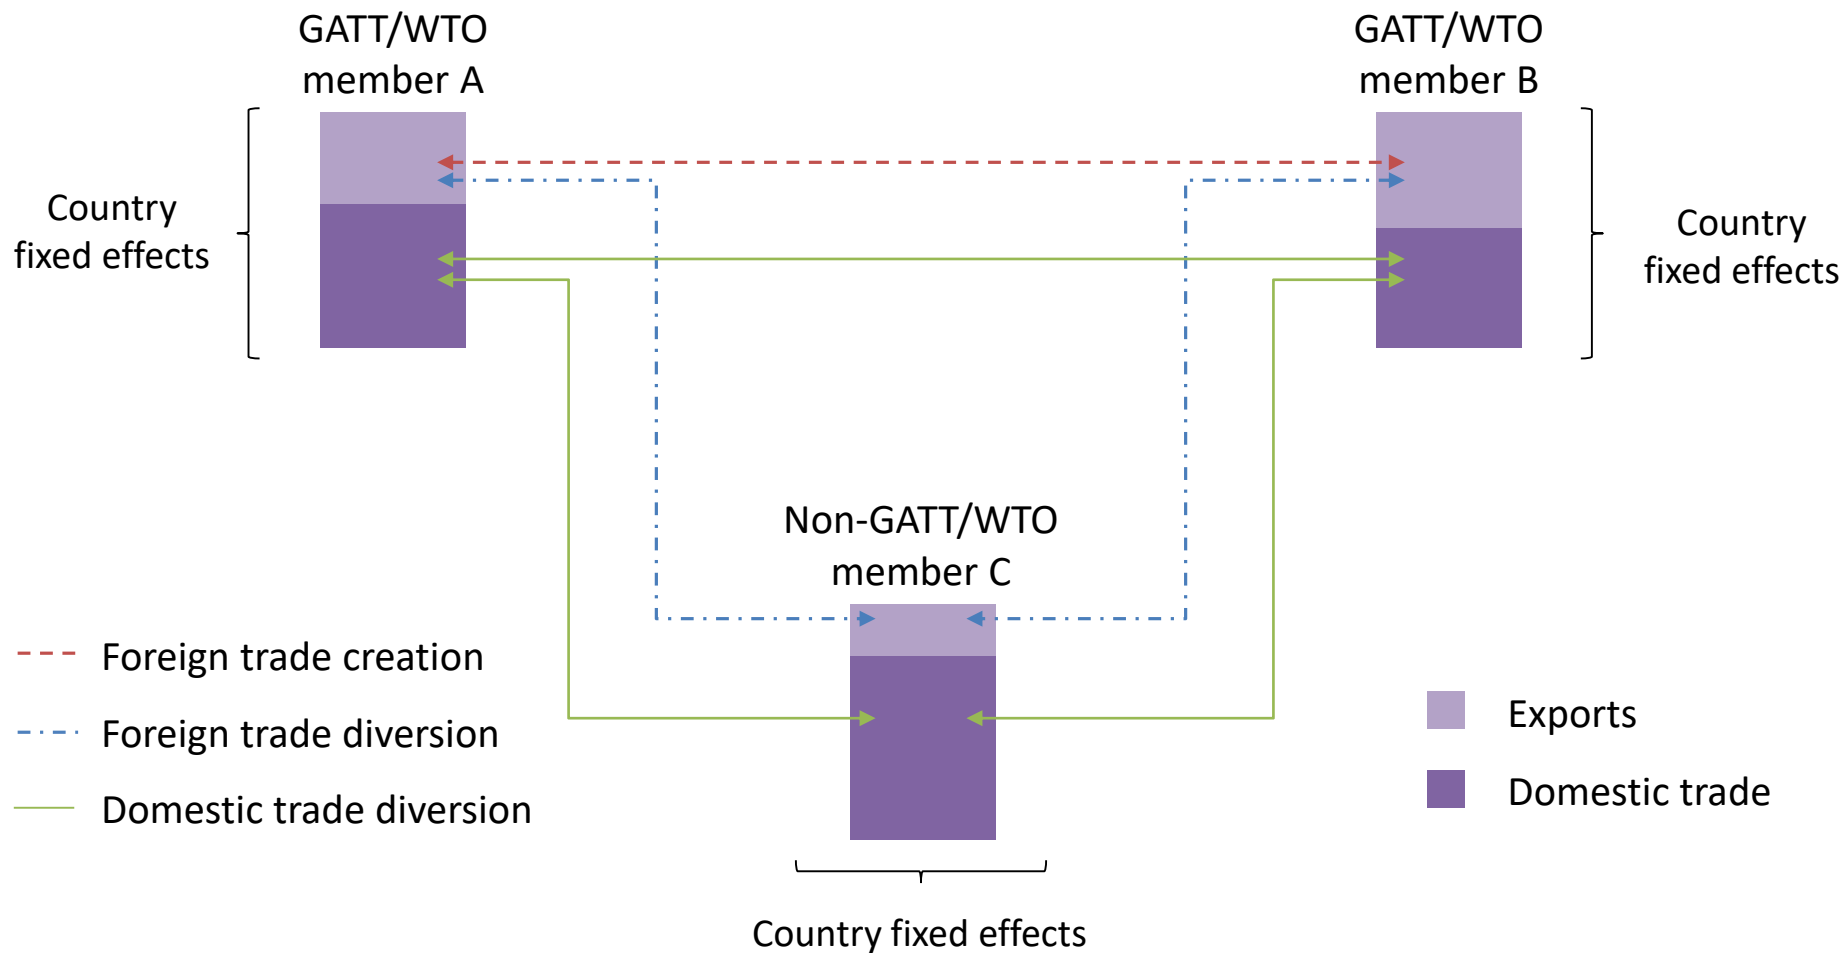 GATT/WTO
member A
GATT/WTO
member B
Country
fixed effects
Country
fixed effects
Non-GATT/WTO
member C
Foreign trade creation
Foreign trade diversion
Domestic trade diversion
Exports
Domestic trade
Country fixed effects